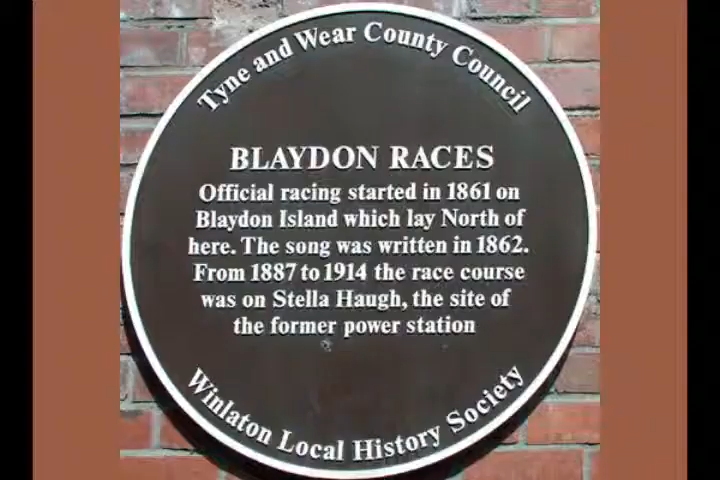 Tyne and Wear County Council
BLAYDON RACES
Official racing started in 1861 on
Blaydon Island which lay North of
here. The song was written in 1862.
From 1887 to 1914 the race course
was on Stella Haugh, the site of
the former power station
Winlaton Local History Society